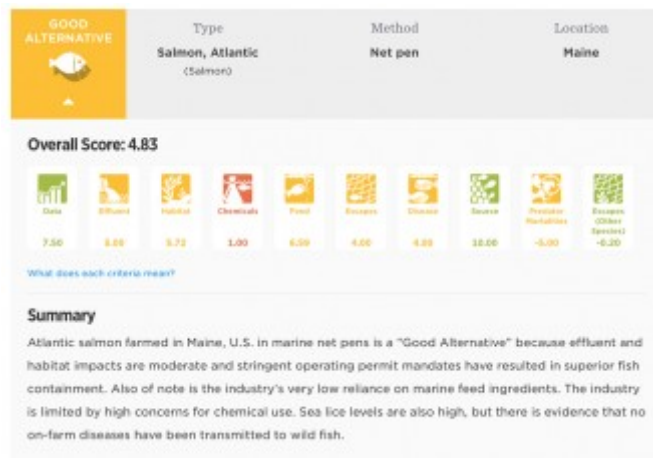 GOOD
ALTERNATIVE
Type
Method
Location
Salmon, Atlantic
Net pen
Maine
(Salmon)
Overall Score: 4.83
Data
Effluent
Habitat
Chemicals
Feed
Escapes
Disease
Source
Predator
Mortalities
Escapes
(Other
Species)
7.50
1.00
6.59
4.00
4.00
10.00
-5.00
-0.20
What does each criteria mean?
Summary
Atlantic salmon farmed in Maine, U.S. in marine net pens is a "Good Alternative" because effluent and
habitat impacts are moderate and stringent operating permit mandates have resulted in superior fish
containment. Also of note is the industry's very low reliance on marine feed ingredients. The industry
is limited by high concerns for chemical use. Sea lice levels are also high, but there is evidence that no
on-farm diseases have been transmitted to wild fish.